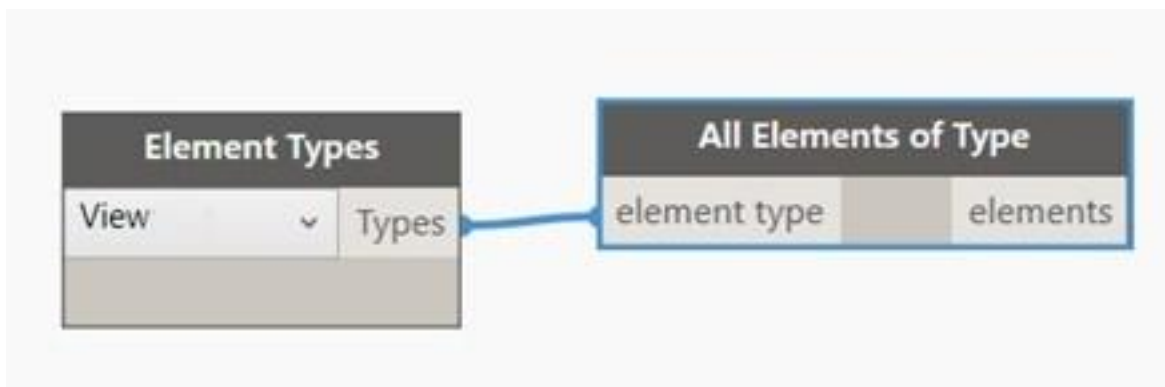 Element Types
View
Types
All Elements of Type
element type
elements